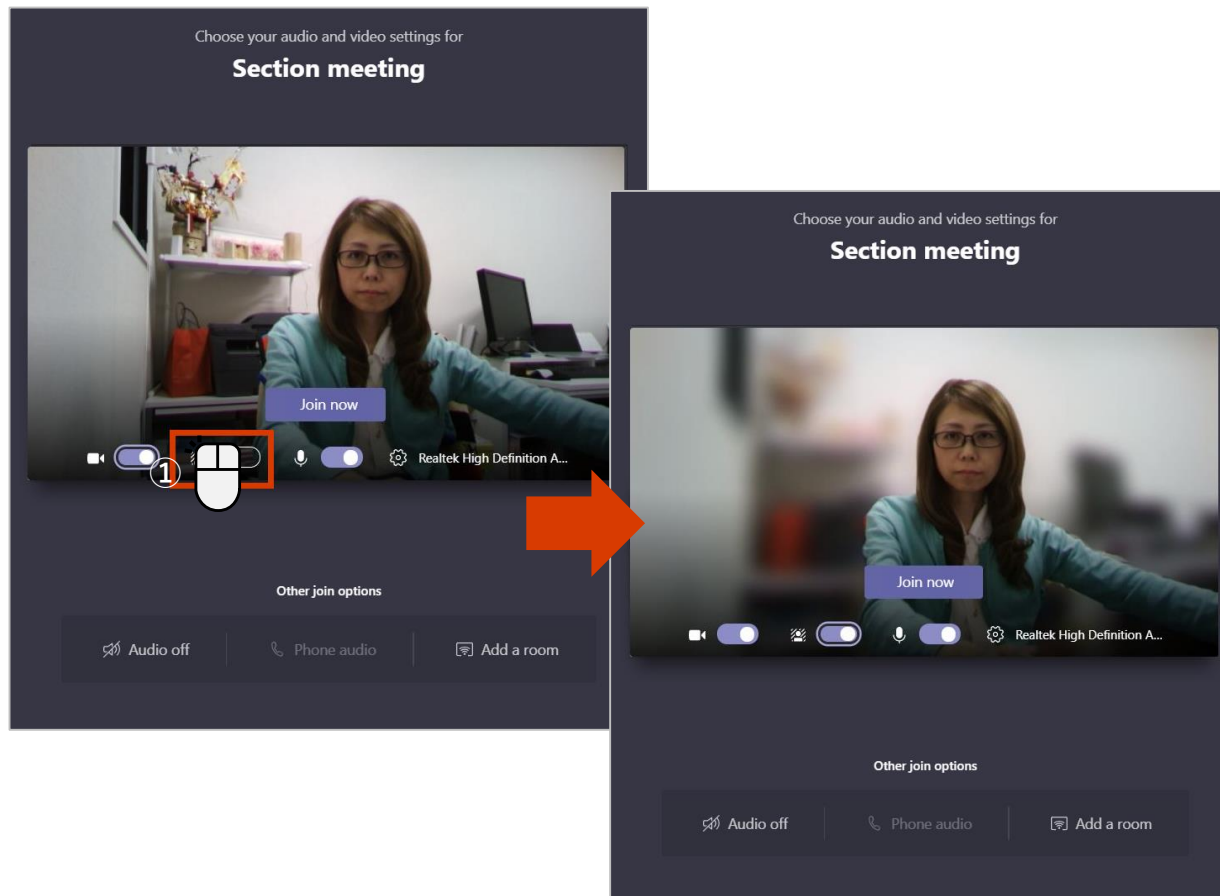 Choose your audio and video settings for
Section meeting
Join now
①
Realtek High Definition A...
Other join options
Audio off
Phone audio
Add a room
Choose your audio and video settings for
Section meeting
Join now
Realtek High Definition A...
Other join options
Audio off
Phone audio
Add a room